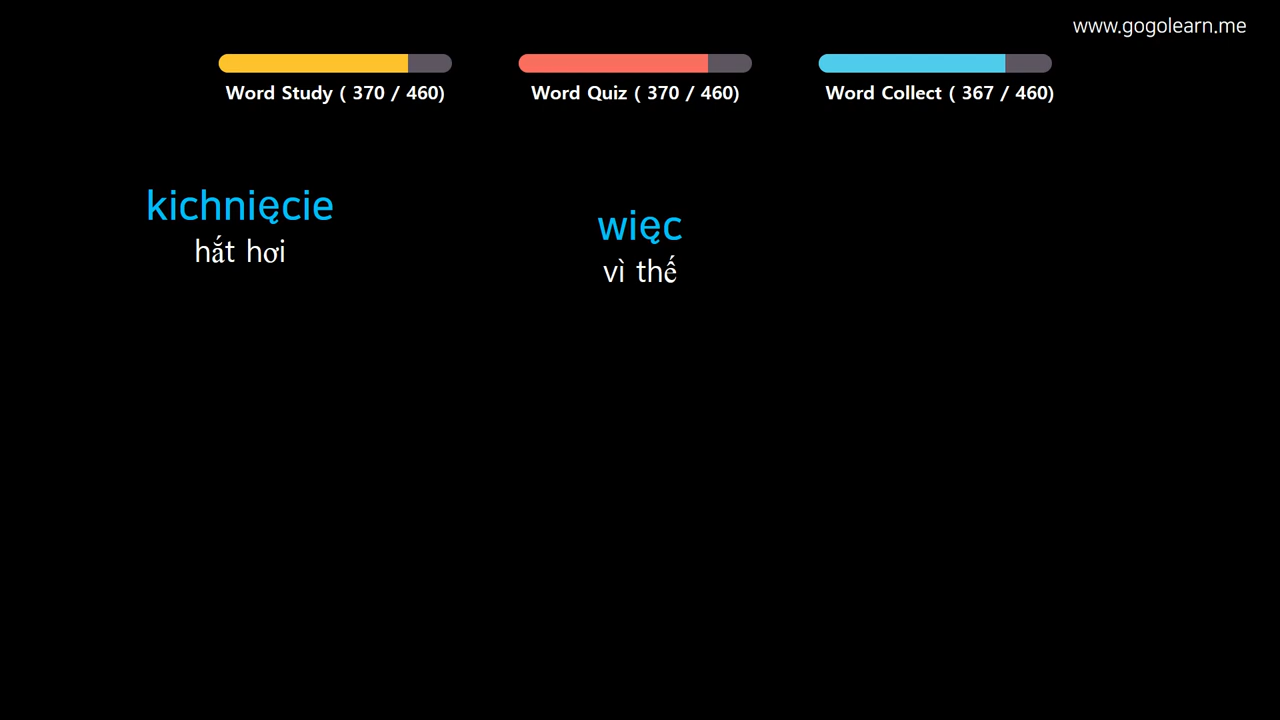 www.gogolearn.me
Word Study ( 370 / 460)
Word Quiz ( 370 / 460)
Word Collect ( 367 / 460)
kichnięcie
hắt hơi
więc
vì thế